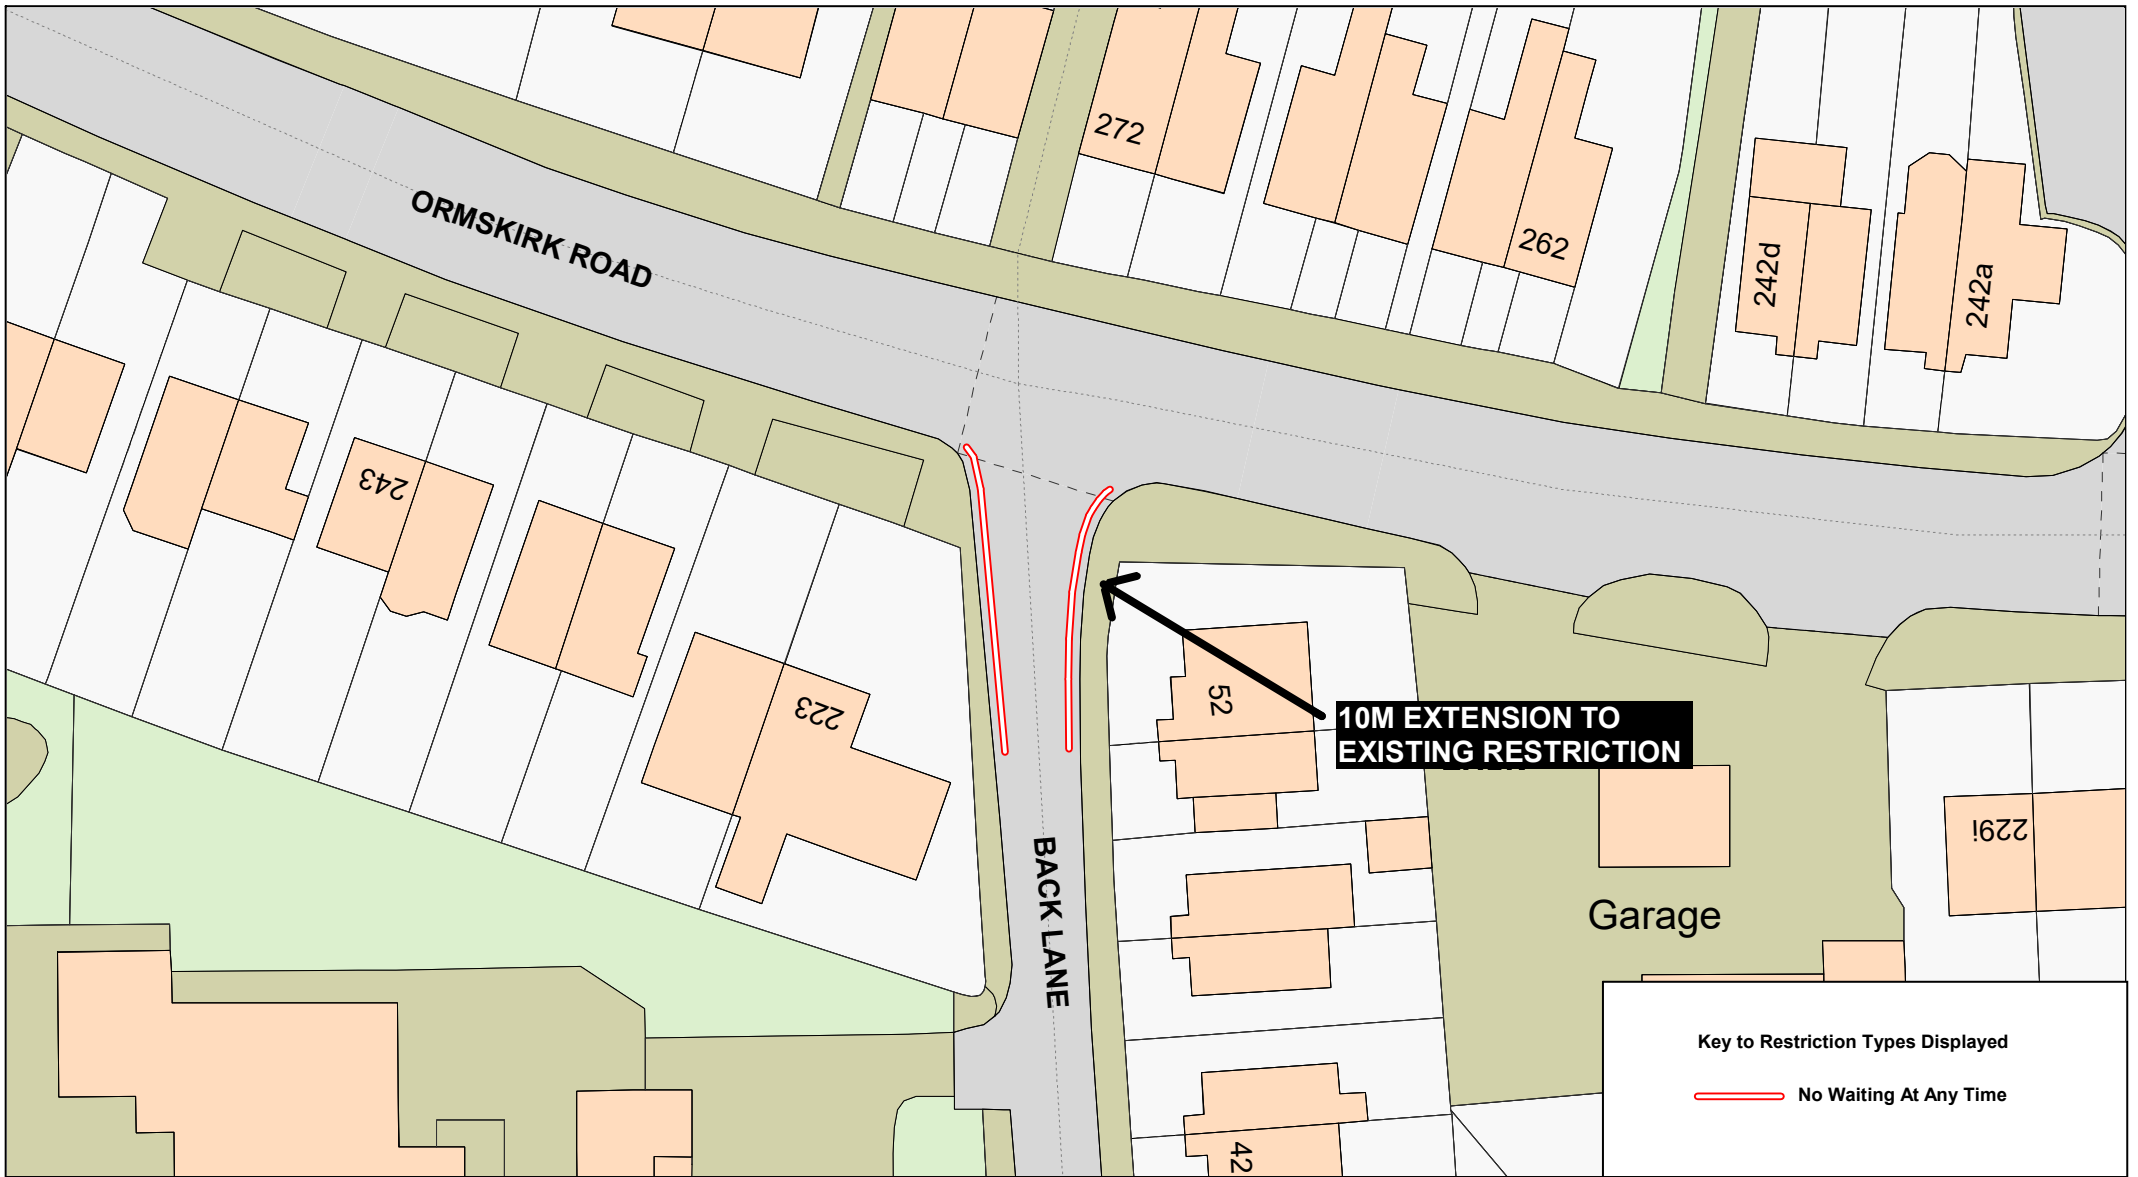 272
262
242d
242a
ORMSKIRK ROAD
243
223
52
10M EXTENSION TO
EXISTING RESTRICTION
229i
BACK LANE
Garage
42
Key to Restriction Types Displayed
No Waiting At Any Time